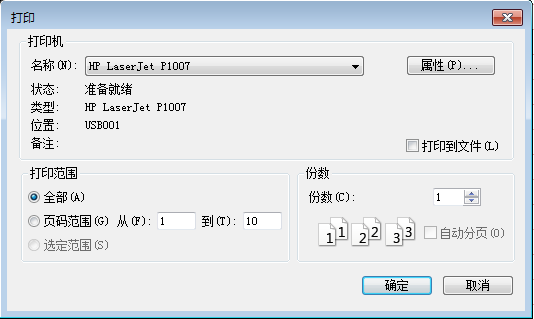 打印
打印机
名称(N): HP LaserJet P1007 属性(P)...
状态: 准备就绪
类型: HP LaserJet P1007
位置: USB001
备注:
打印到文件(L)
打印范围
全部(A)
页码范围(G) 从(F): 1 到(T): 10
选定范围(S)
份数
份数(C): 1
1 1 2 2 3 3 自动分页(O)
确定 取消